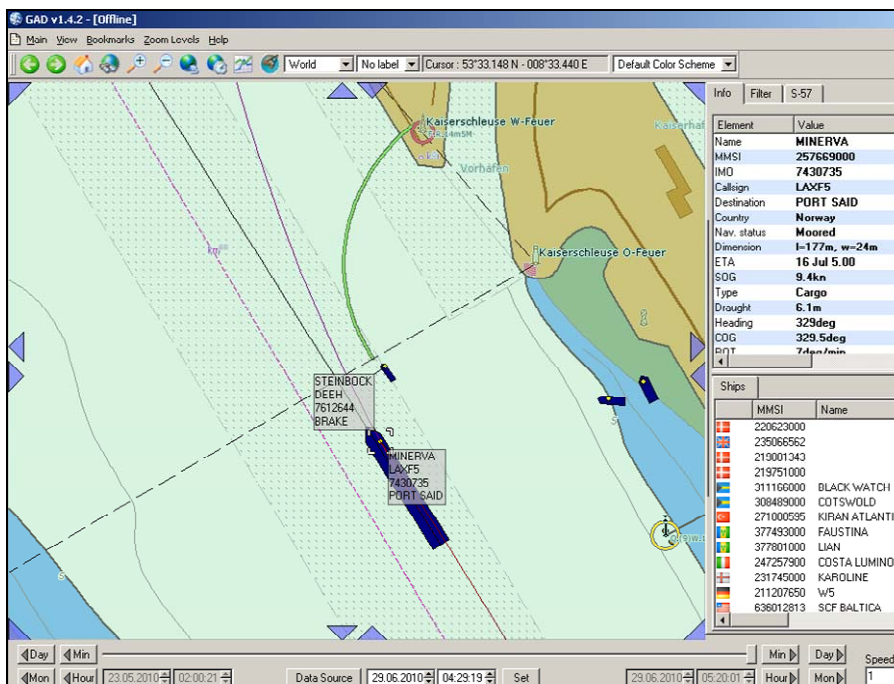 GAD v1.4.2 - [Offline]
Main View Bookmarks Zoom Levels Help
World No label Cursor : 53°33.148 N - 008°33.440 E Default Color Scheme
Kaiserschleuse W-Feuer
F.R.14m5M
Vorhäfen
Kaiserhaf
km
Kaiserschleuse O-Feuer
STEINBOCK
DEEH
7612644
BRAKE
MINERVA
LAXF5
7430735
PORT SAID
S
S
Info Filter S-57
Element Value
Name MINERVA
MMSI 257669000
IMO 7430735
Callsign LAXF5
Destination PORT SAID
Country Norway
Nav. status Moored
Dimension l=177m, w=24m
ETA 16 Jul 5.00
SOG 9.4kn
Type Cargo
Draught 6.1m
Heading 329deg
COG 329.5deg
ROT 7deg/min
Ships
MMSI Name
220623000
235066562
219001343
219751000
311166000 BLACK WATCH
308489000 COTSWOLD
271000595 KIRAN ATLANTI
377493000 FAUSTINA
377801000 LIAN
247257900 COSTA LUMINO
231745000 KAROLINE
211207650 W5
636012813 SCF BALTICA
Day Min Min Day Speed
Mon Hour 23.05.2010 02:00:21 Data Source 29.06.2010 04:29:19 Set 29.06.2010 05:20:01 Hour Mon 1